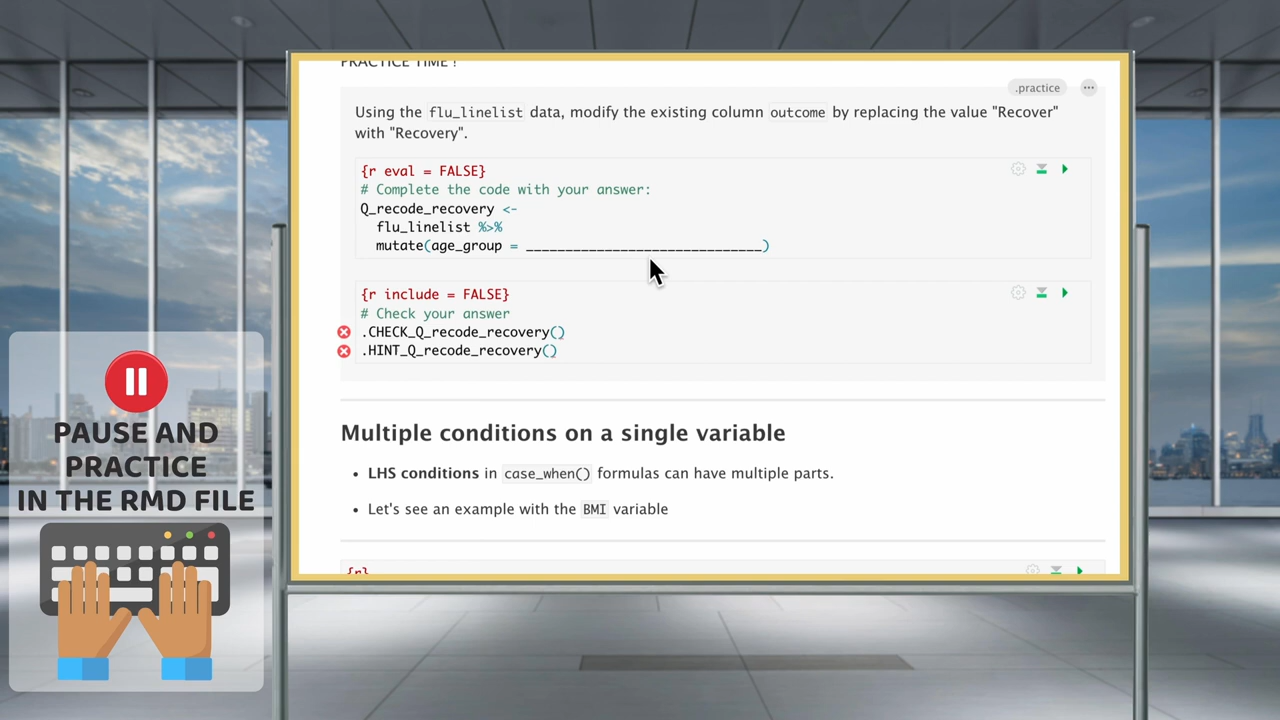 PRACTICE TIME !
.practice
Using the flu_linelist data, modify the existing column outcome by replacing the value "Recover"
with "Recovery".
{r eval = FALSE}
# Complete the code with your answer:
Q_recode_recovery <-
flu_linelist %>%
mutate(age_group = ______________________________)
{r include = FALSE}
# Check your answer
.CHECK_Q_recode_recovery()
.HINT_Q_recode_recovery()
Multiple conditions on a single variable
• LHS conditions in case_when() formulas can have multiple parts.
• Let's see an example with the BMI variable
{r}
PAUSE AND
PRACTICE
IN THE RMD FILE